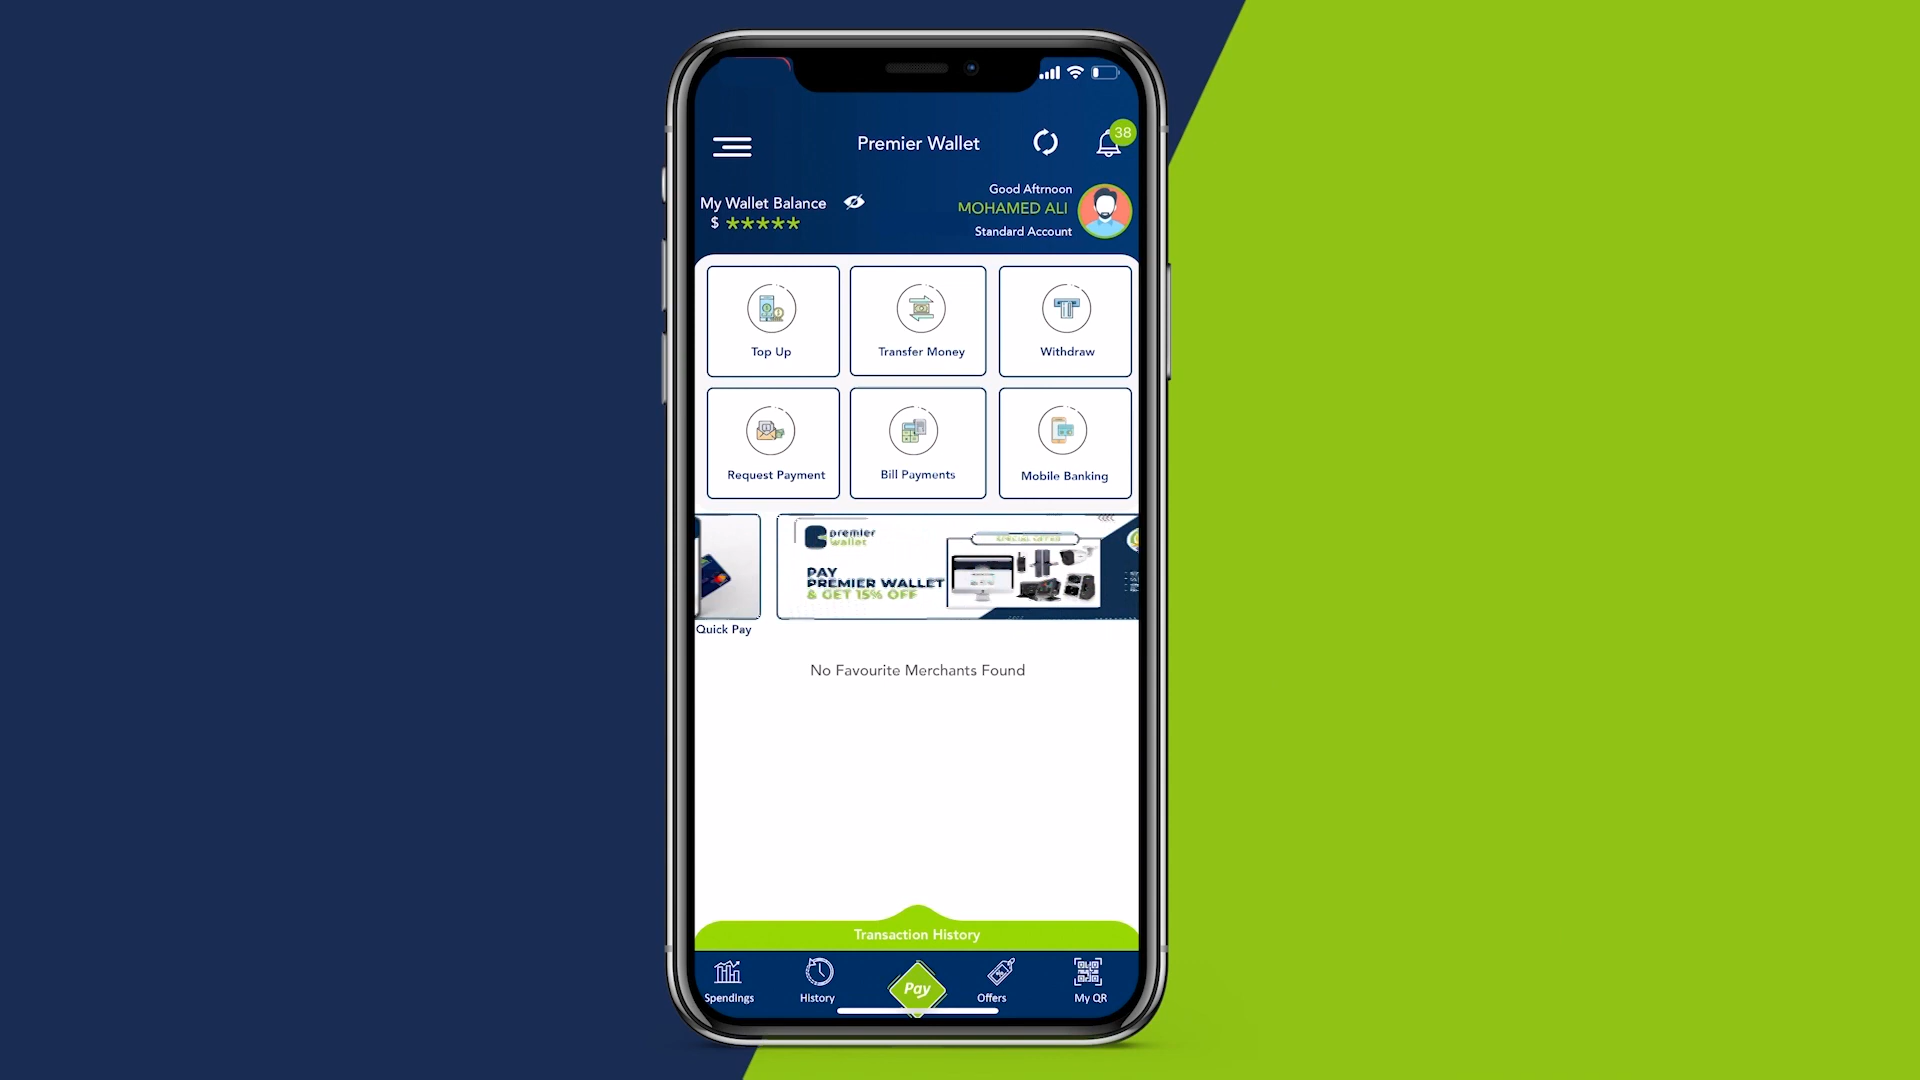 Premier Wallet
38
My Wallet Balance
$ *****
Good Aftrnoon
MOHAMED ALI
Standard Account
Top Up
Transfer Money
Withdraw
Request Payment
Bill Payments
Mobile Banking
premier
wallet
SPECIAL OFFER
PAY
PREMIER WALLET
& GET 15% OFF
Quick Pay
No Favourite Merchants Found
Transaction History
Spendings
History
Pay
Offers
My QR